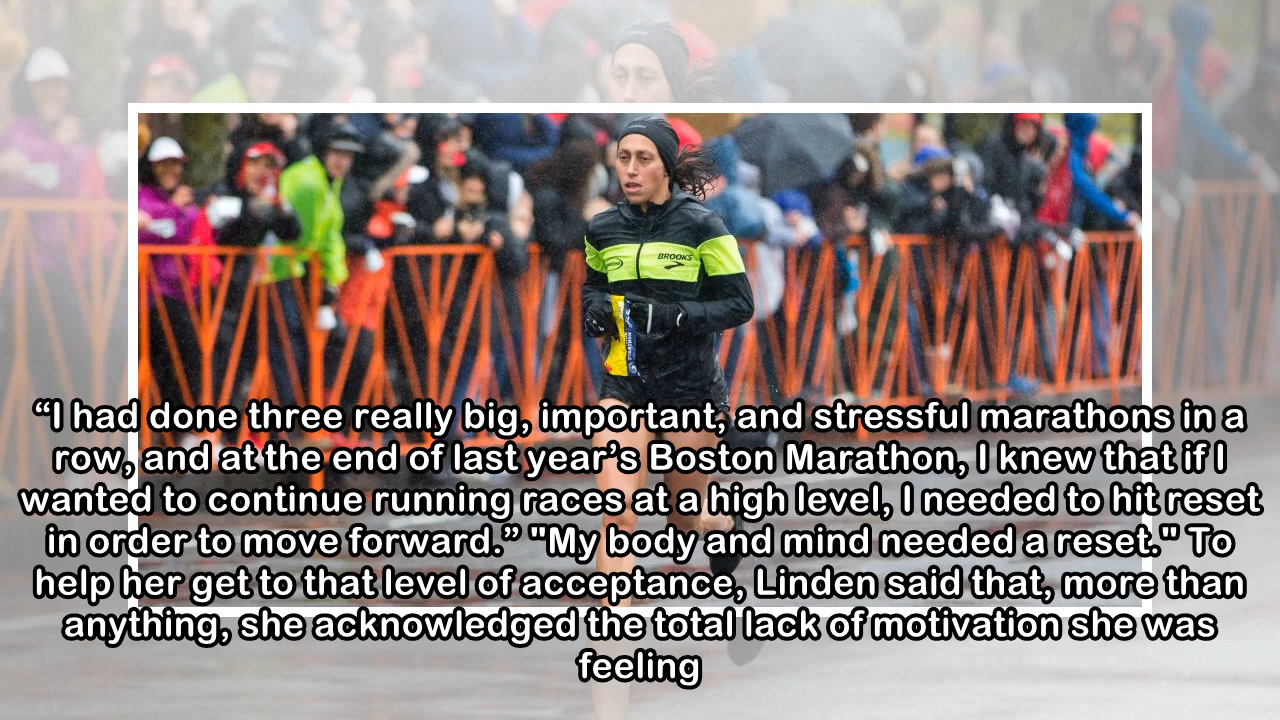 BROOKS
“I had done three really big, important, and stressful marathons in a
row, and at the end of last year’s Boston Marathon, I knew that if I
wanted to continue running races at a high level, I needed to hit reset
in order to move forward.” "My body and mind needed a reset." To
help her get to that level of acceptance, Linden said that, more than
anything, she acknowledged the total lack of motivation she was
feeling